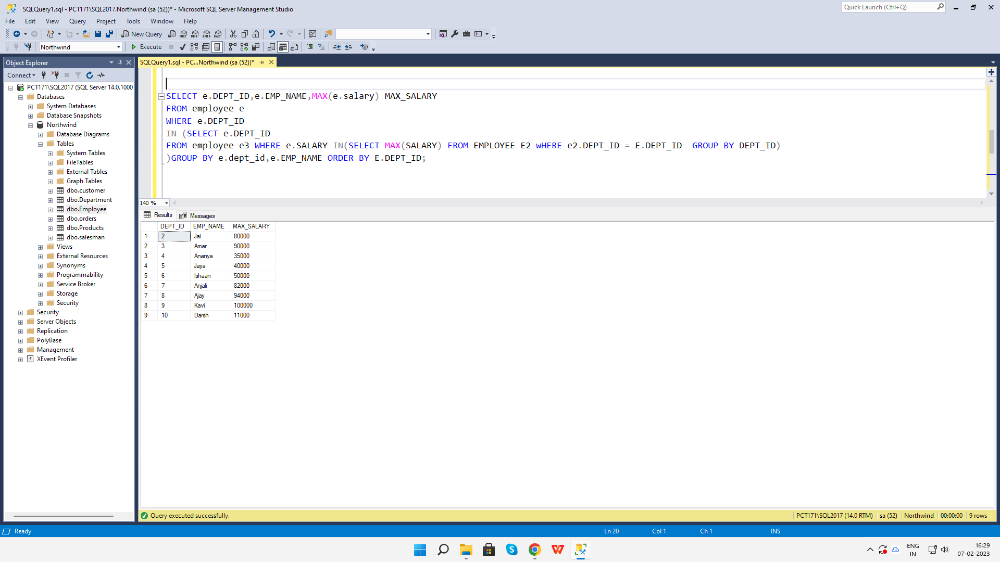 SQLQuery1.sql - PCT171\SQL2017.Northwind (sa (52))* - Microsoft SQL Server Management Studio
Quick Launch (Ctrl+Q)
File Edit View Query Project Tools Window Help
New Query
MDX DMX XMLA DAX
Northwind
Execute
Object Explorer
SQLQuery1.sql - PC...Northwind (sa (52))*
Connect
PCT171\SQL2017 (SQL Server 14.0.1000
Databases
System Databases
Database Snapshots
Northwind
Database Diagrams
Tables
System Tables
FileTables
External Tables
Graph Tables
dbo.customer
dbo.Department
dbo.Employee
dbo.orders
dbo.Products
dbo.salesman
Views
External Resources
Synonyms
Programmability
Service Broker
Storage
Security
Security
Server Objects
Replication
PolyBase
Management
XEvent Profiler
SELECT e.DEPT_ID,e.EMP_NAME,MAX(e.salary) MAX_SALARY
FROM employee e
WHERE e.DEPT_ID
IN (SELECT e.DEPT_ID
FROM employee e3 WHERE e.SALARY IN(SELECT MAX(SALARY) FROM EMPLOYEE E2 wHERE e2.DEPT_ID = E.DEPT_ID  GROUP BY DEPT_ID)
)GROUP BY e.dept_id,e.EMP_NAME ORDER BY E.DEPT_ID;
140 %
Results Messages
DEPT_ID EMP_NAME MAX_SALARY
1 2 Jai 80000
2 3 Amar 90000
3 4 Ananya 35000
4 5 Jaya 40000
5 6 Ishaan 50000
6 7 Anjali 82000
7 8 Ajay 94000
8 9 Kavi 100000
9 10 Darsh 11000
Query executed successfully.
PCT171\SQL2017 (14.0 RTM) sa (52) Northwind 00:00:00 9 rows
Ready
Ln 20 Col 1 Ch 1 INS
ENG
IN
16:29
07-02-2023